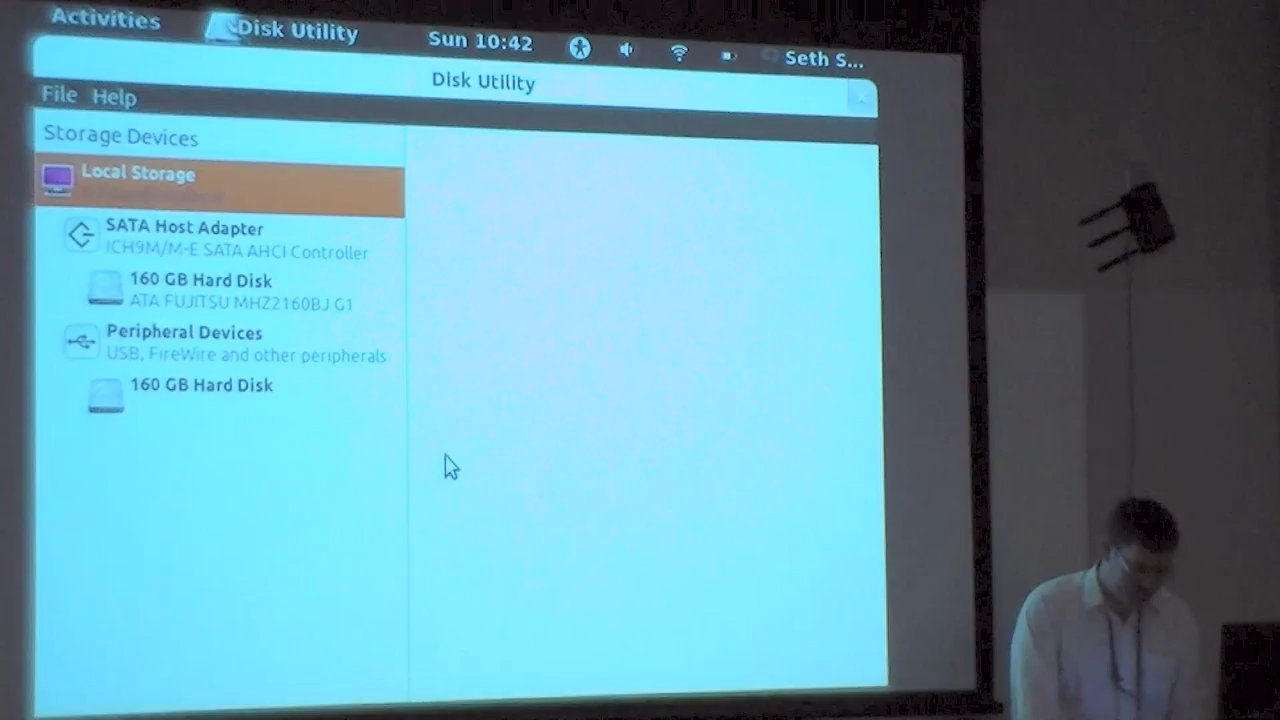 Activities
Disk Utility
Sun 10:42
Seth S...
Disk Utility
File Help
Storage Devices
Local Storage
SATA Host Adapter
ICH9M/M-E SATA AHCI Controller
160 GB Hard Disk
ATA FUJITSU MHZ2160BJ G1
Peripheral Devices
USB, FireWire and other peripherals
160 GB Hard Disk